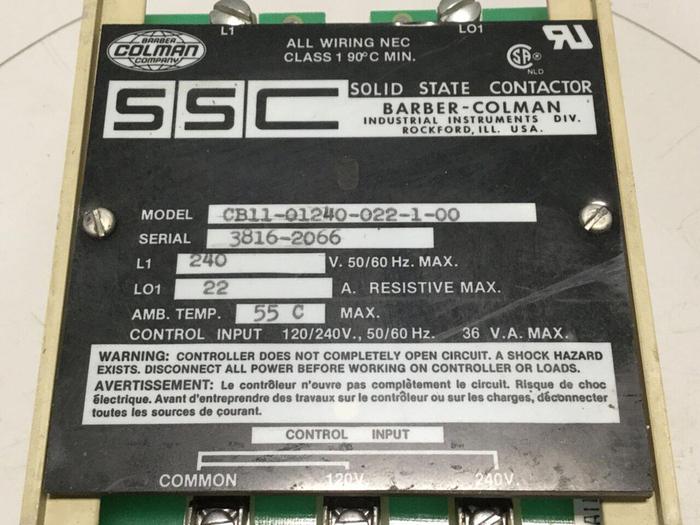 L1
LO1
BARBER
COLMAN
COMPANY
ALL WIRING NEC
CLASS 1 90°C MIN.
SA
®
NLD
SSC
SOLID STATE CONTACTOR
BARBER-COLMAN
INDUSTRIAL INSTRUMENTS DIV.
ROCKFORD, ILL. USA.
MODEL CB11-01240-022-1-00
SERIAL 3816-2066
L1 240 V. 50/60 Hz. MAX.
LO1 22 A. RESISTIVE MAX.
AMB. TEMP. 55 C MAX.
CONTROL INPUT 120/240V., 50/60 Hz. 36 V.A. MAX.
WARNING: CONTROLLER DOES NOT COMPLETELY OPEN CIRCUIT. A SHOCK HAZARD
EXISTS. DISCONNECT ALL POWER BEFORE WORKING ON CONTROLLER OR LOADS.
AVERTISSEMENT: Le contrôleur n'ouvre pas complètement le circuit. Risque de choc
électrique. Avant d'entreprendre des travaux sur le contrôleur ou sur les charges, déconnecter
toutes les sources de courant.
CONTROL INPUT
COMMON 120V. 240V.